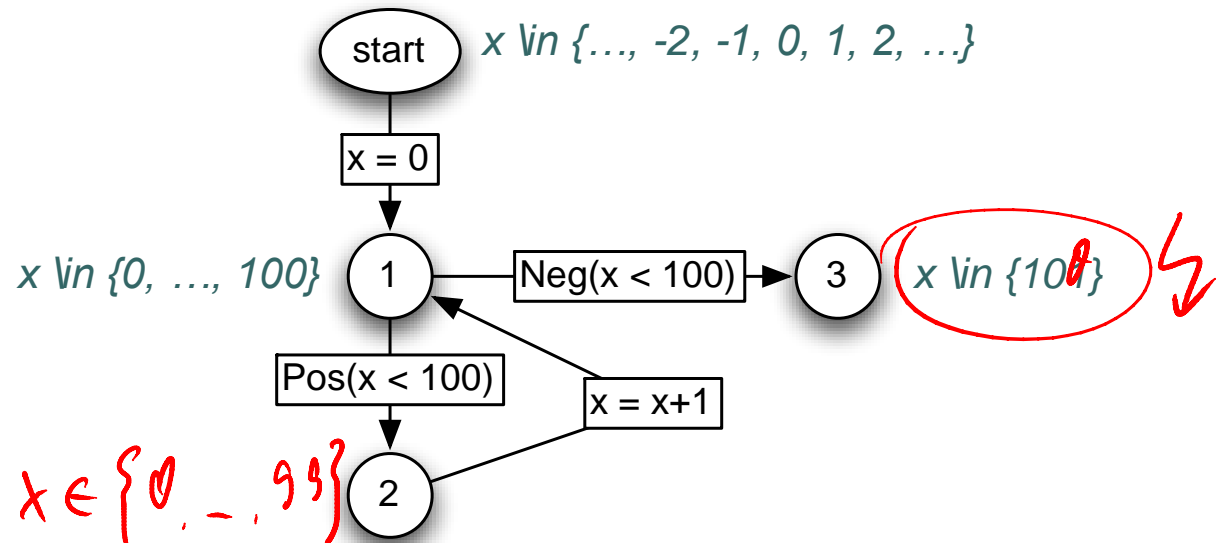 start x \in {…, -2, -1, 0, 1, 2, …}
x = 0
x \in {0, …, 100} 1 Neg(x < 100) 3 x \in {100}
Pos(x < 100)
x = x+1
x ∈ {0, _ . 99} 2